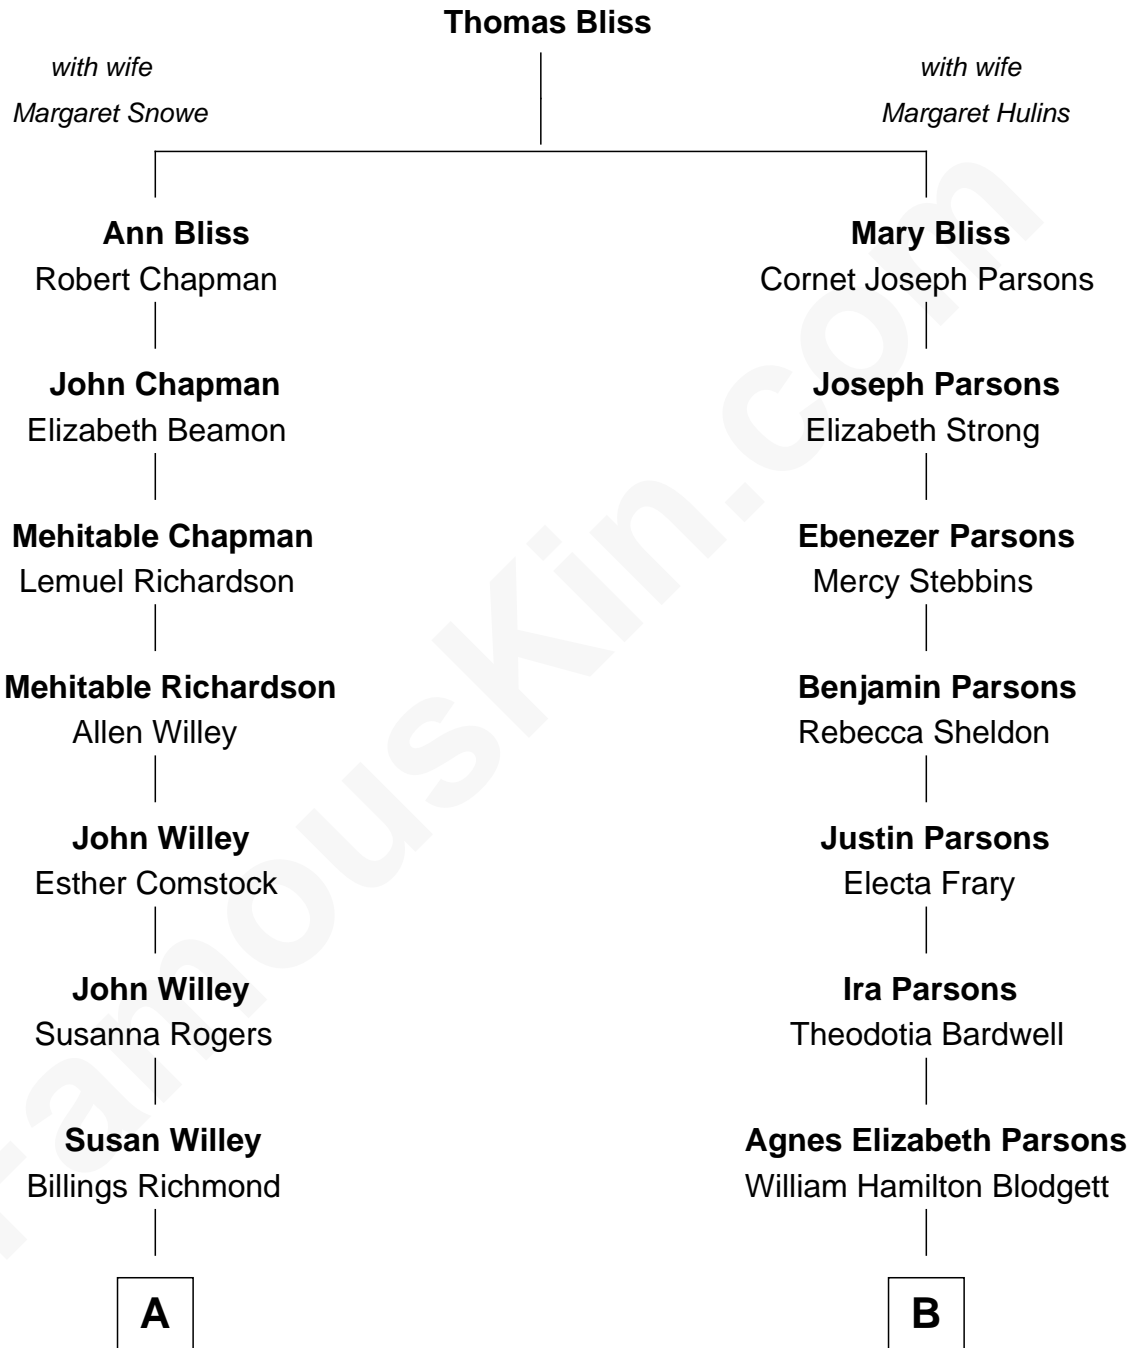 Thomas Bliss
with wife
Margaret Snowe
with wife
Margaret Hulins
Ann Bliss
Robert Chapman
Mary Bliss
Cornet Joseph Parsons
John Chapman
Elizabeth Beamon
Joseph Parsons
Elizabeth Strong
Mehitable Chapman
Lemuel Richardson
Ebenezer Parsons
Mercy Stebbins
Mehitable Richardson
Allen Willey
Benjamin Parsons
Rebecca Sheldon
John Willey
Esther Comstock
Justin Parsons
Electa Frary
John Willey
Susanna Rogers
Ira Parsons
Theodotia Bardwell
Susan Willey
Billings Richmond
Agnes Elizabeth Parsons
William Hamilton Blodgett
A
B
FamousKin.com